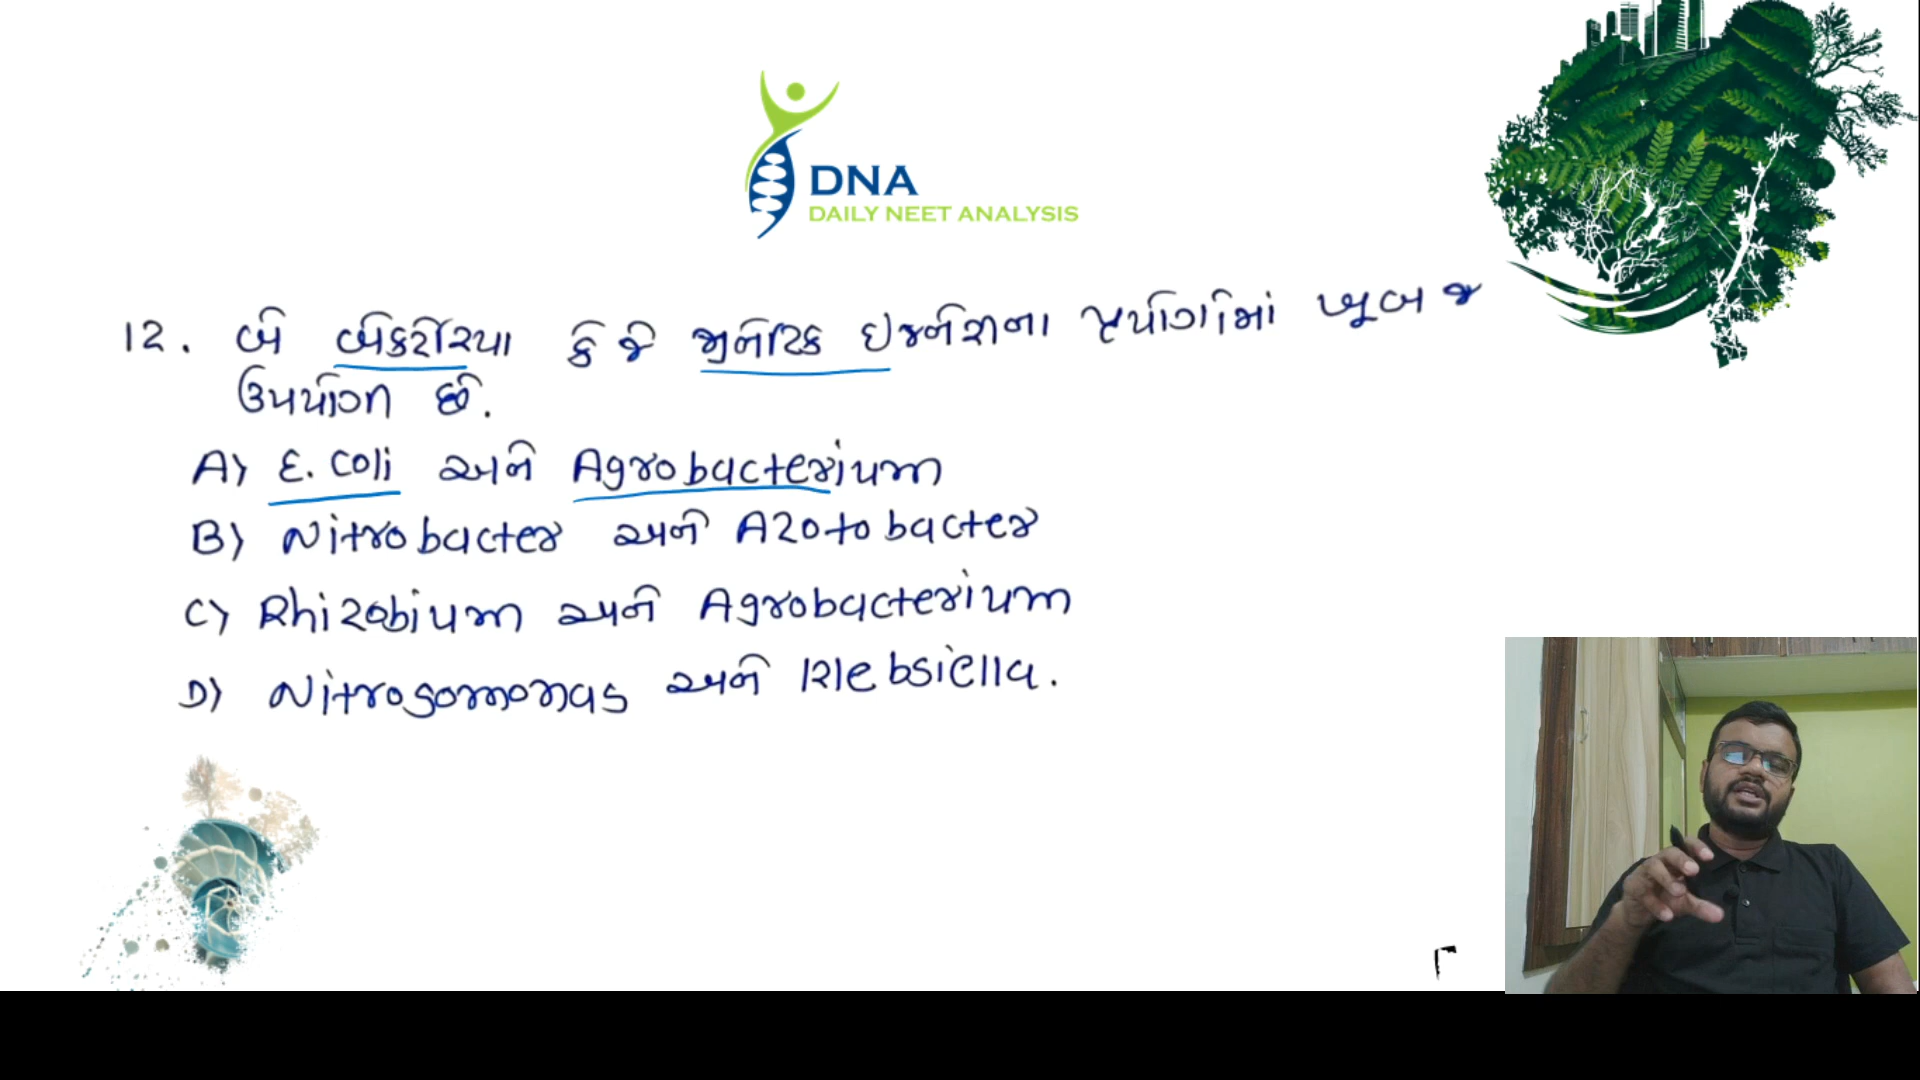 DNA
DAILY NEET ANALYSIS
12. બે બેક્ટેરિયા કે જે જીનેટિક ઇજનેરીના પ્રયોગોમાં ખૂબ જ
ઉપયોગી છે.
A) E. Coli અને Agrobacterium
B) Nitrobacter અને Azotobacter
C) Rhizobium અને Agrobacterium
D) Nitrosomonas અને Klebsiella.